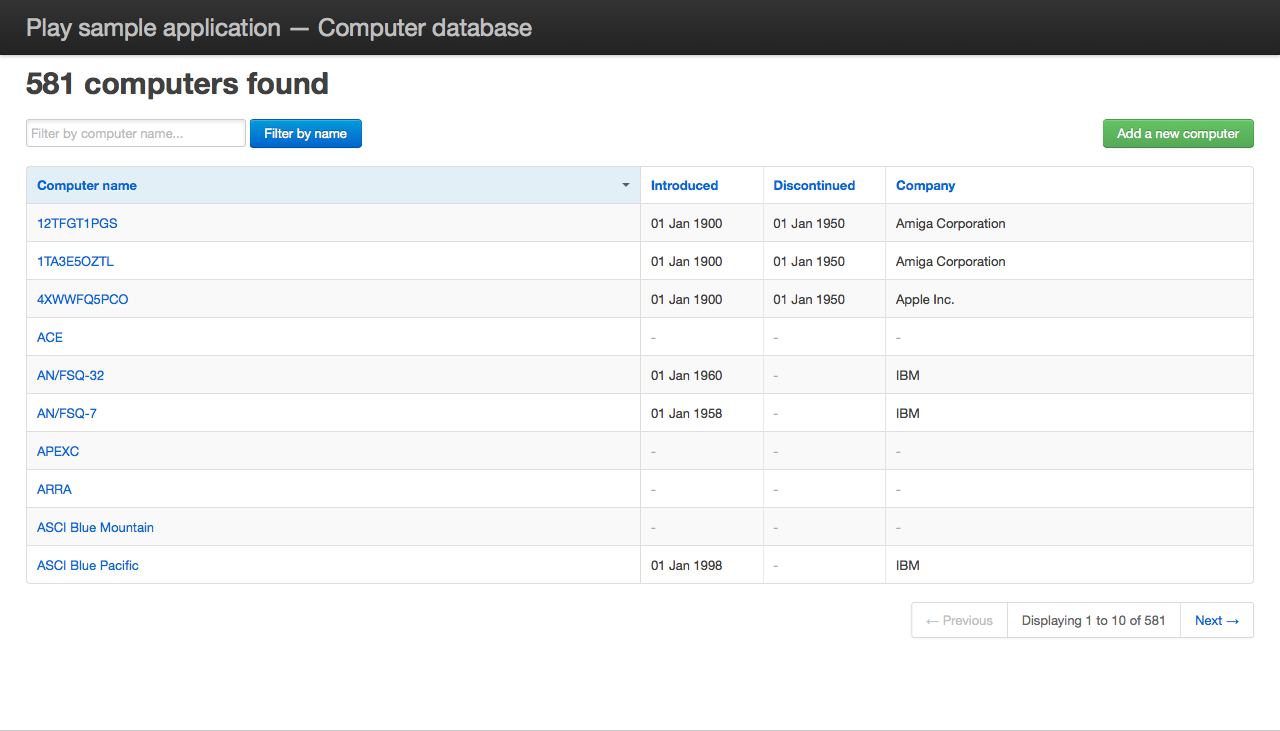 Play sample application — Computer database
581 computers found
Filter by computer name... Filter by name Add a new computer
Computer name Introduced Discontinued Company
12TFGT1PGS 01 Jan 1900 01 Jan 1950 Amiga Corporation
1TA3E5OZTL 01 Jan 1900 01 Jan 1950 Amiga Corporation
4XWWFQ5PCO 01 Jan 1900 01 Jan 1950 Apple Inc.
ACE - - -
AN/FSQ-32 01 Jan 1960 - IBM
AN/FSQ-7 01 Jan 1958 - IBM
APEXC - - -
ARRA - - -
ASCI Blue Mountain - - -
ASCI Blue Pacific 01 Jan 1998 - IBM
← Previous Displaying 1 to 10 of 581 Next →